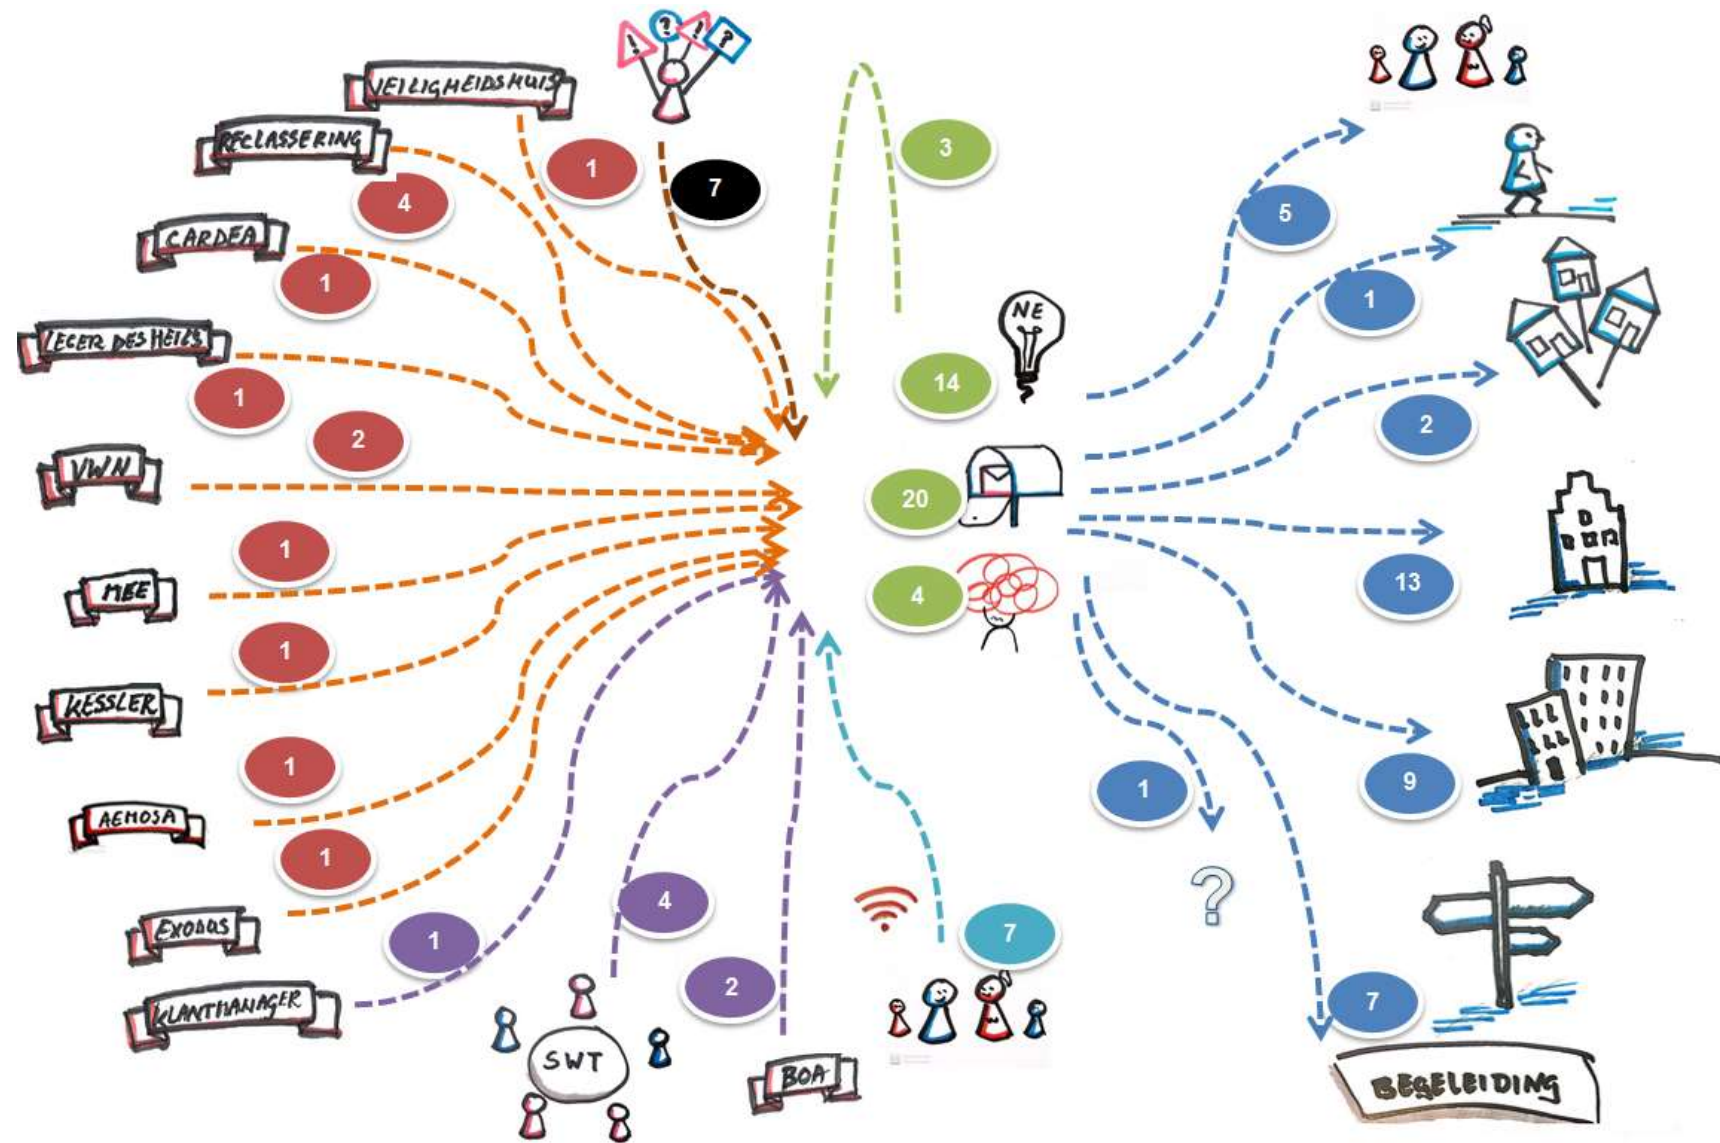 VEILIGHEIDSHUIS
! ? ! ?
RECLASSERING
1
7
3
4
CARDEA
5
1
1
NE
LEGER DES HEILS
14
1
2
2
VWN
20
1
13
MEE
4
1
KESSLER
1
9
1
AEMOSA
1
?
4
EXODUS
1
7
2
7
KLANTMANAGER
SWT
BOA
BEGELEIDING